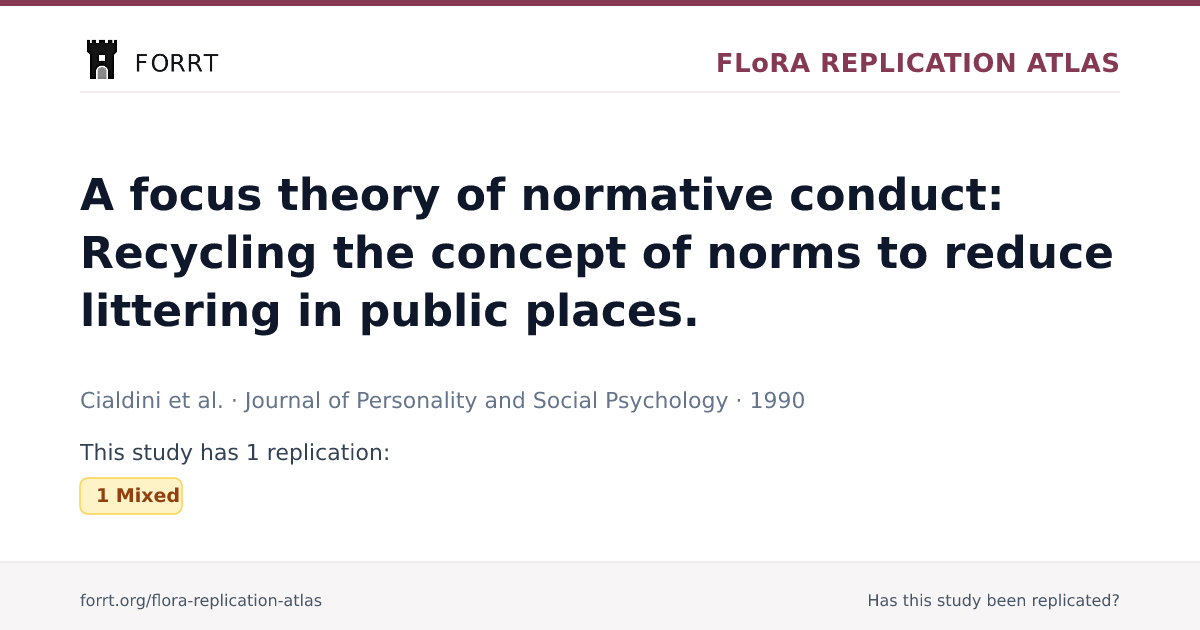 FORRT
FLoRA REPLICATION ATLAS
A focus theory of normative conduct:
Recycling the concept of norms to reduce
littering in public places.
Cialdini et al. · Journal of Personality and Social Psychology · 1990
This study has 1 replication:
1 Mixed
forrt.org/flora-replication-atlas
Has this study been replicated?